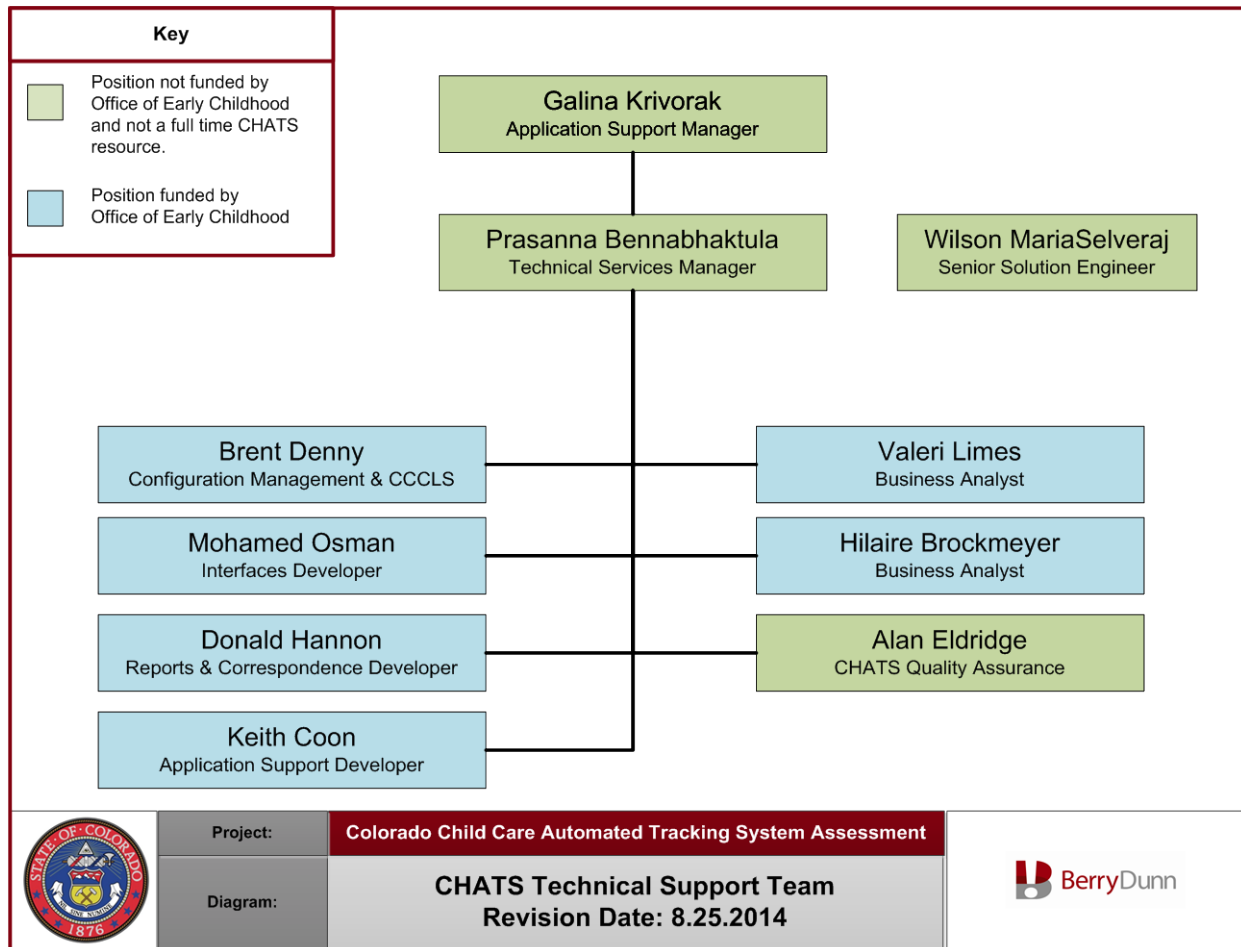 Key
Position not funded by
Office of Early Childhood
and not a full time CHATS
resource.
Position funded by
Office of Early Childhood
Galina Krivorak
Application Support Manager
Prasanna Bennabhaktula
Technical Services Manager
Wilson MariaSelveraj
Senior Solution Engineer
Brent Denny
Configuration Management & CCCLS
Valeri Limes
Business Analyst
Mohamed Osman
Interfaces Developer
Hilaire Brockmeyer
Business Analyst
Donald Hannon
Reports & Correspondence Developer
Alan Eldridge
CHATS Quality Assurance
Keith Coon
Application Support Developer
STATE OF COLORADO
NIL SINE NUMINE
1876
Project:
Colorado Child Care Automated Tracking System Assessment
Diagram:
CHATS Technical Support Team
Revision Date: 8.25.2014
BerryDunn